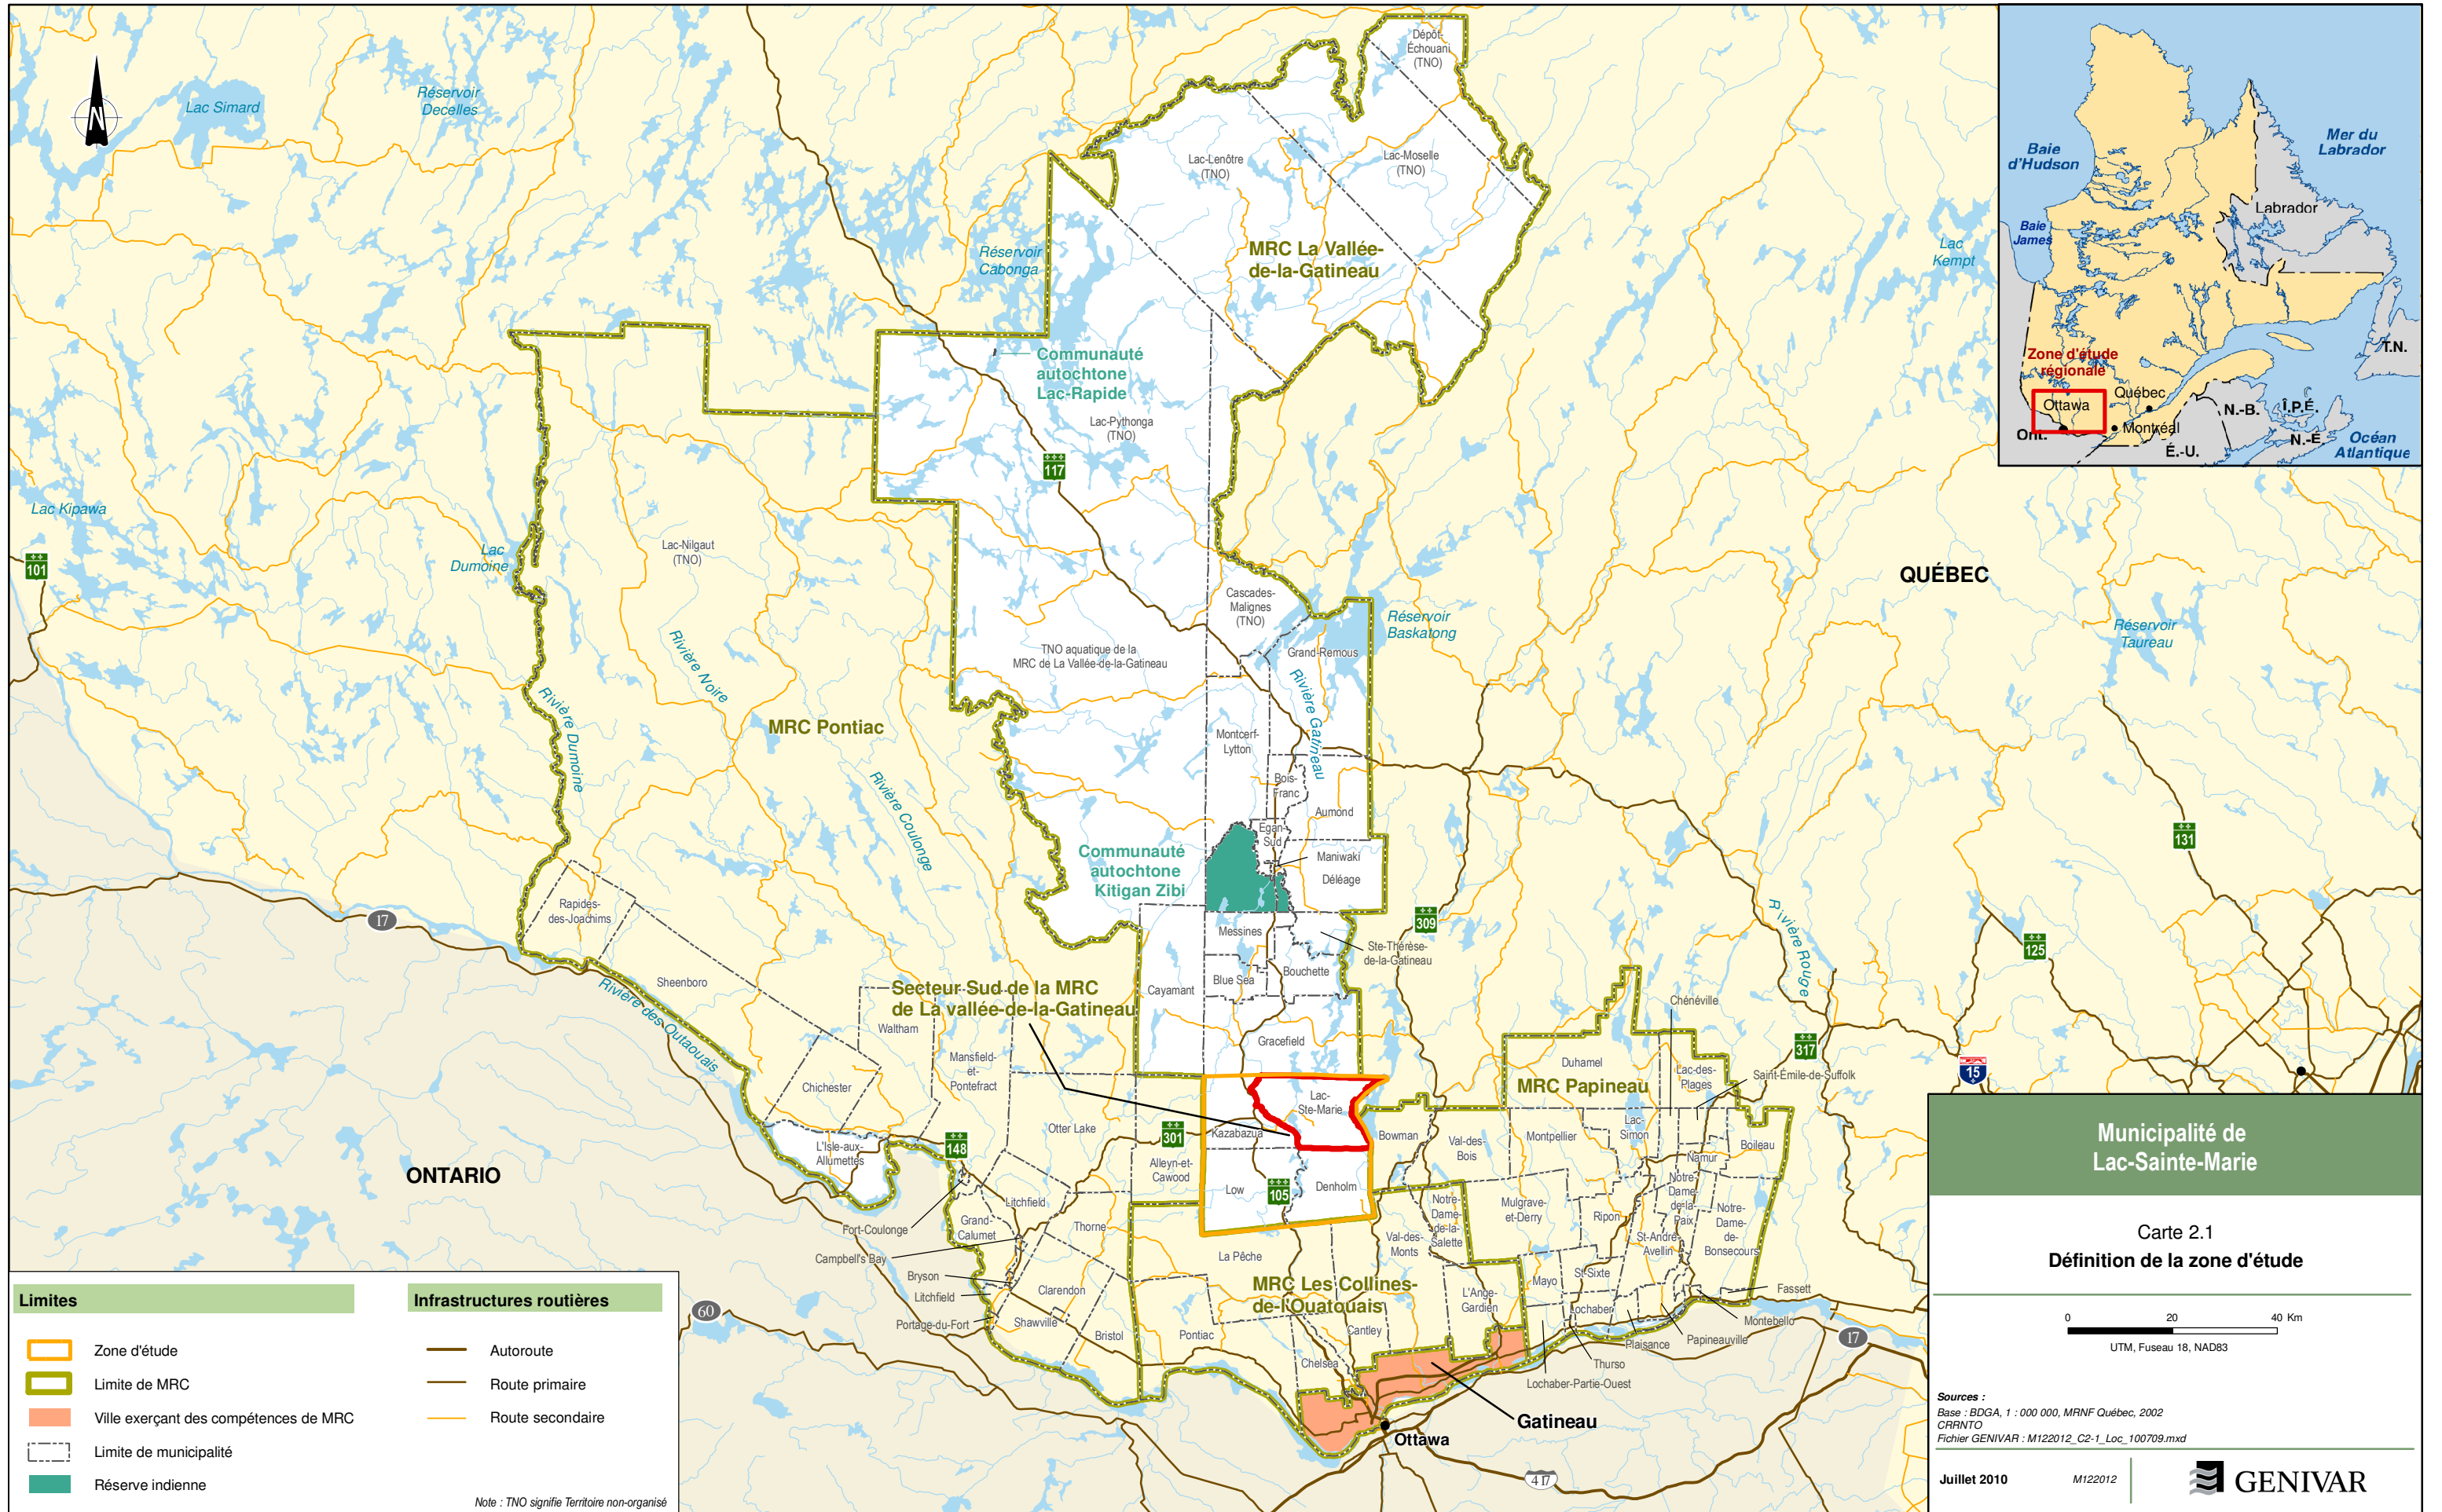 Lac Simard
Réservoir
Decelles
Dépôt-
Échouani
(TNO)
Lac-Lenôtre
(TNO)
Lac-Moselle
(TNO)
MRC La Vallée-
de-la-Gatineau
Réservoir
Cabonga
Lac
Kempt
Communauté
autochtone
Lac-Rapide
Lac-Pythonga
(TNO)
117
Lac Kipawa
101
Lac
Dumoine
Lac-Nilgaut
(TNO)
QUÉBEC
Cascades-
Malignes
(TNO)
Réservoir
Baskatong
Réservoir
Taureau
Grand-Remous
TNO aquatique de la
MRC de La Vallée-de-la-Gatineau
Rivière Noire
Rivière Dumoine
Rivière Gatineau
MRC Pontiac
Montcerf-
Lytton
Bois-
Franc
Aumond
Rivière Coulonge
Egan-
Sud
Maniwaki
Déléage
131
Communauté
autochtone
Kitigan Zibi
Rapides-
des-Joachims
17
309
Rivière Rouge
125
Messines
Ste-Thérèse-
de-la-Gatineau
Bouchette
Blue Sea
Cayamant
Sheenboro
Rivière des Outaouais
Secteur Sud de la MRC
de La vallée-de-la-Gatineau
Waltham
Chénéville
Gracefield
317
Mansfield-
et-
Pontefract
Chichester
Duhamel
MRC Papineau
Lac-des-
Plages
Saint-Émile-de-Suffolk
15
Lac-
Ste-Marie
Otter Lake
301
Kazabazua
Bowman
Val-des-
Bois
Montpellier
Lac-
Simon
Boileau
Namur
L'Isle-aux-
Allumettes
148
ONTARIO
Alleyn-et-
Cawood
Low
105
Denholm
Notre-
Dame-
de-la-
Salette
Mulgrave-
et-Derry
Ripon
Notre-
Dame-
de-la-
Paix
Notre-
Dame-
de-
Bonsecours
Litchfield
Fort-Coulonge
Grand-
Calumet
Thorne
Campbell's Bay
La Pêche
Val-des-
Monts
St-André-
Avellin
Bryson
Litchfield
Clarendon
MRC Les Collines-
de-l'Ouatouais
Mayo
St-Sixte
Fassett
L'Ange-
Gardien
Lochaber
Portage-du-Fort
Shawville
Bristol
Pontiac
Cantley
Montebello
Papineauville
Plaisance
60
17
Chelsea
Thurso
Lochaber-Partie-Ouest
Gatineau
Ottawa
417
Baie
d'Hudson
Mer du
Labrador
Labrador
Baie
James
T.N.
Zone d'étude
régionale
Ottawa
Québec
Montréal
Ont.
N.-B.
Î.P.É.
N.-É
É.-U.
Océan
Atlantique
N
Limites
Zone d'étude
Limite de MRC
Ville exerçant des compétences de MRC
Limite de municipalité
Réserve indienne
Infrastructures routières
Autoroute
Route primaire
Route secondaire
Note : TNO signifie Territoire non-organisé
Municipalité de
Lac-Sainte-Marie
Carte 2.1
Définition de la zone d'étude
0 20 40 Km
UTM, Fuseau 18, NAD83
Sources :
Base : BDGA, 1 : 000 000, MRNF Québec, 2002
CRRNTO
Fichier GENIVAR : M122012_C2-1_Loc_100709.mxd
Juillet 2010 M122012 GENIVAR